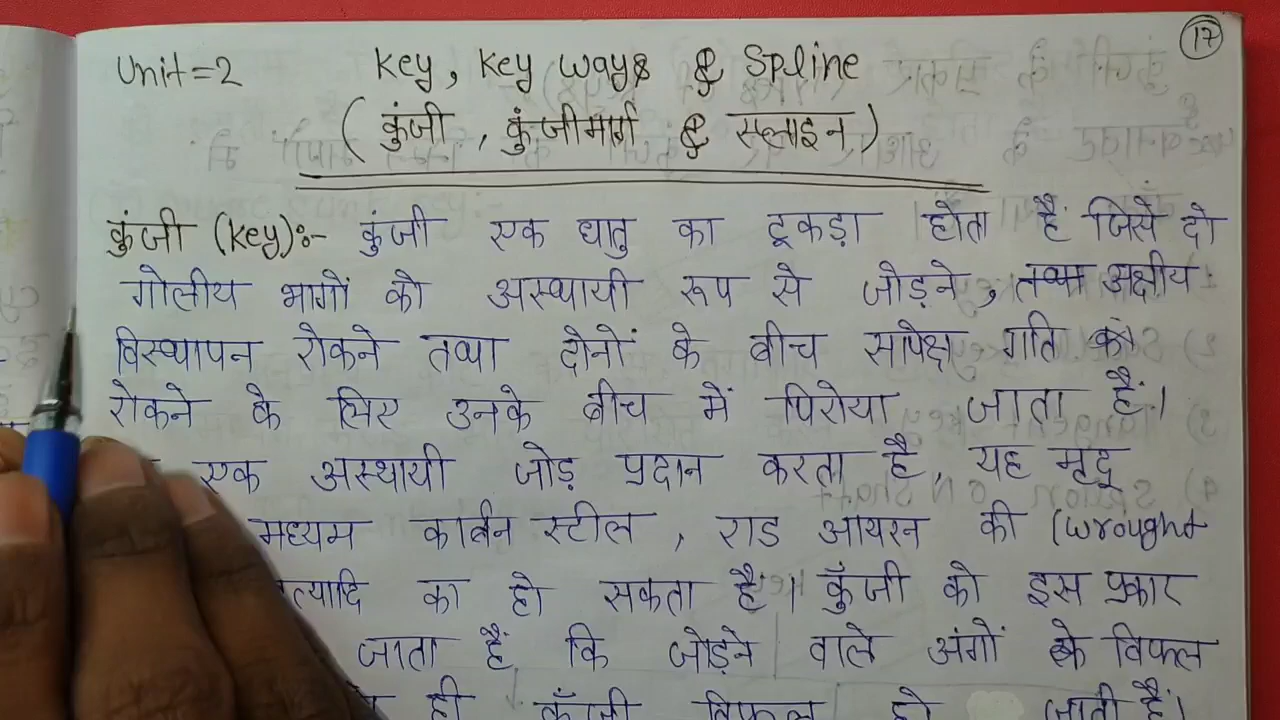 17
Unit=2 Key, Key Ways & Spline
(कुंजी, कुंजीमार्ग & स्प्लाइन)
कुंजी (Key):- कुंजी एक धातु का टूकड़ा होता हैं जिसे दो
गोलीय भागों को अस्थायी रूप से जोड़ने, तथा अक्षीय
विस्थापन रोकने तथा दोनों के बीच सापेक्ष गति को
रोकने के लिए उनके बीच में पिरोया जाता हैं।
एक अस्थायी जोड़ प्रदान करता है, यह मृदू
मध्यम कार्बन स्टील, राड आयरन की (Wrought
त्यादि का हो सकता है। कुँजी को इस प्रकार
जाता हैं कि जोड़ने वाले अंगों के विफल
ही कुँजी विफल हो जाती हैं।